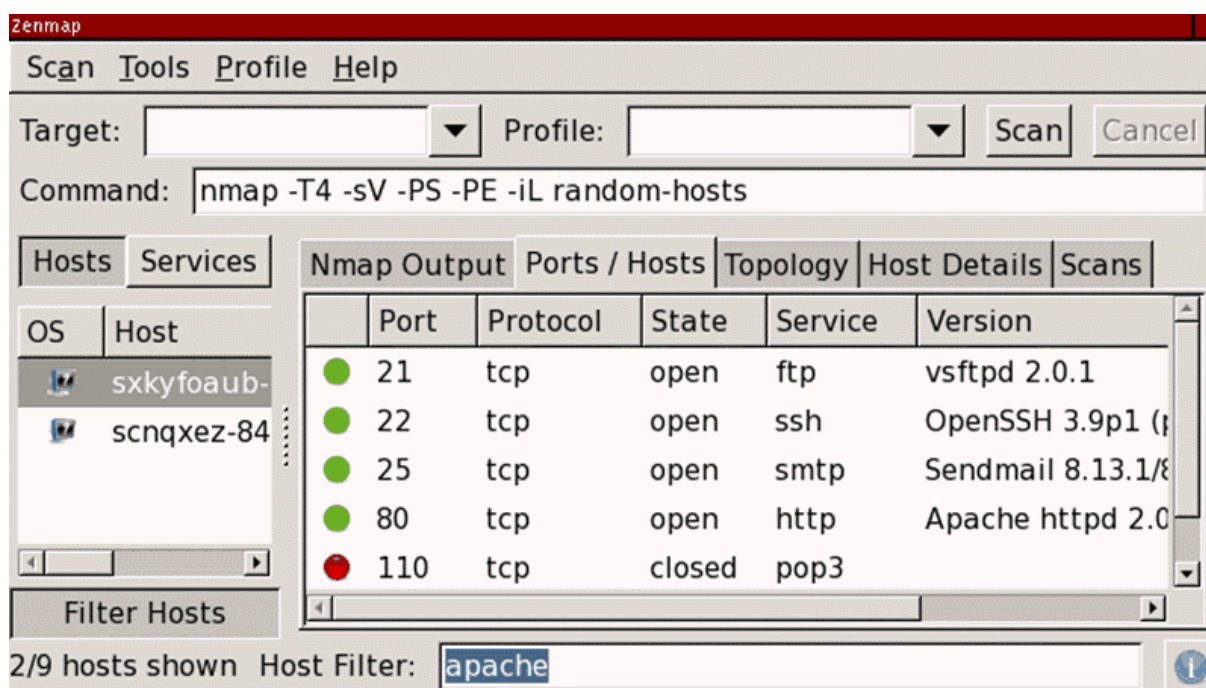 Zenmap
Scan Tools Profile Help
Target: Profile: Scan Cancel
Command: nmap -T4 -sV -PS -PE -iL random-hosts
Hosts Services
Nmap Output Ports / Hosts Topology Host Details Scans
OS Host
sxkyfoaub-
scnqxez-84
Port Protocol State Service Version
21 tcp open ftp vsftpd 2.0.1
22 tcp open ssh OpenSSH 3.9p1 (p
25 tcp open smtp Sendmail 8.13.1/8
80 tcp open http Apache httpd 2.0
110 tcp closed pop3
Filter Hosts
2/9 hosts shown Host Filter: apache